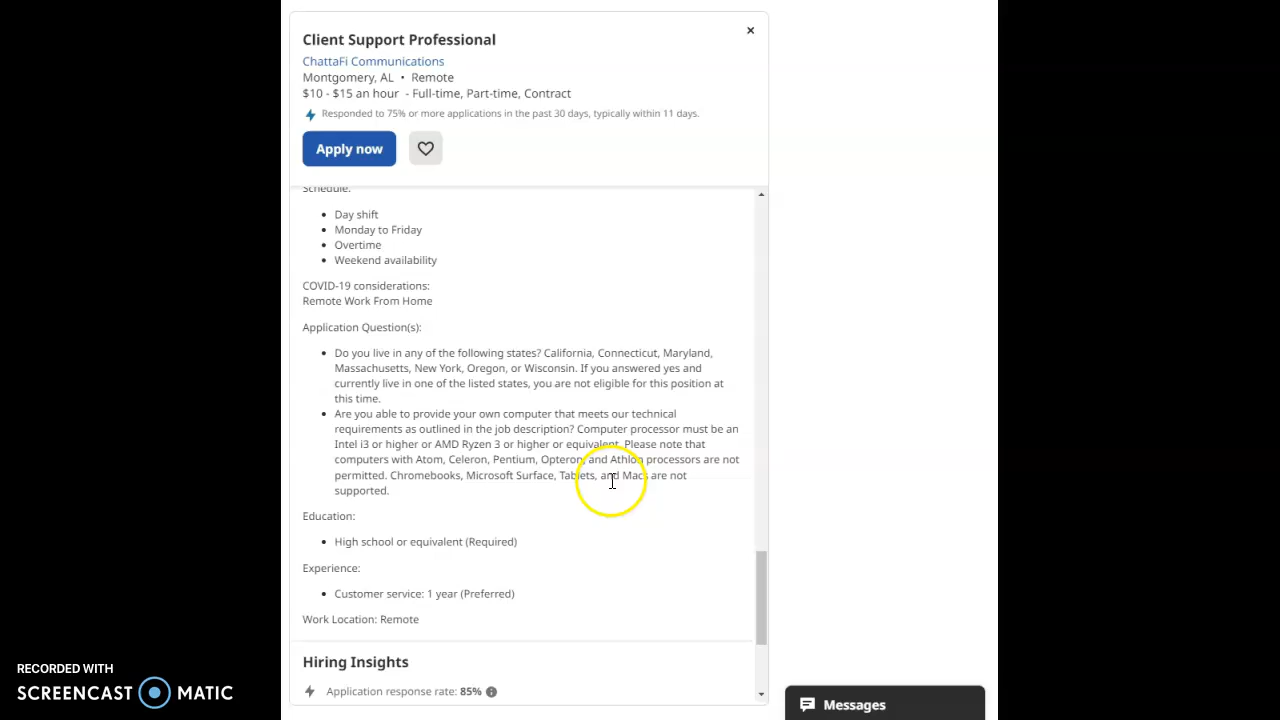 Client Support Professional
×
ChattaFi Communications
Montgomery, AL • Remote
$10 - $15 an hour - Full-time, Part-time, Contract
Responded to 75% or more applications in the past 30 days, typically within 11 days.
Apply now
Schedule:
• Day shift
• Monday to Friday
• Overtime
• Weekend availability
COVID-19 considerations:
Remote Work From Home
Application Question(s):
• Do you live in any of the following states? California, Connecticut, Maryland,
Massachusetts, New York, Oregon, or Wisconsin. If you answered yes and
currently live in one of the listed states, you are not eligible for this position at
this time.
• Are you able to provide your own computer that meets our technical
requirements as outlined in the job description? Computer processor must be an
Intel i3 or higher or AMD Ryzen 3 or higher or equivalent. Please note that
computers with Atom, Celeron, Pentium, Opteron, and Athlon processors are not
permitted. Chromebooks, Microsoft Surface, Tablets, and Macs are not
supported.
Education:
• High school or equivalent (Required)
Experience:
• Customer service: 1 year (Preferred)
Work Location: Remote
Hiring Insights
Application response rate: 85%
RECORDED WITH
SCREENCAST MATIC
Messages